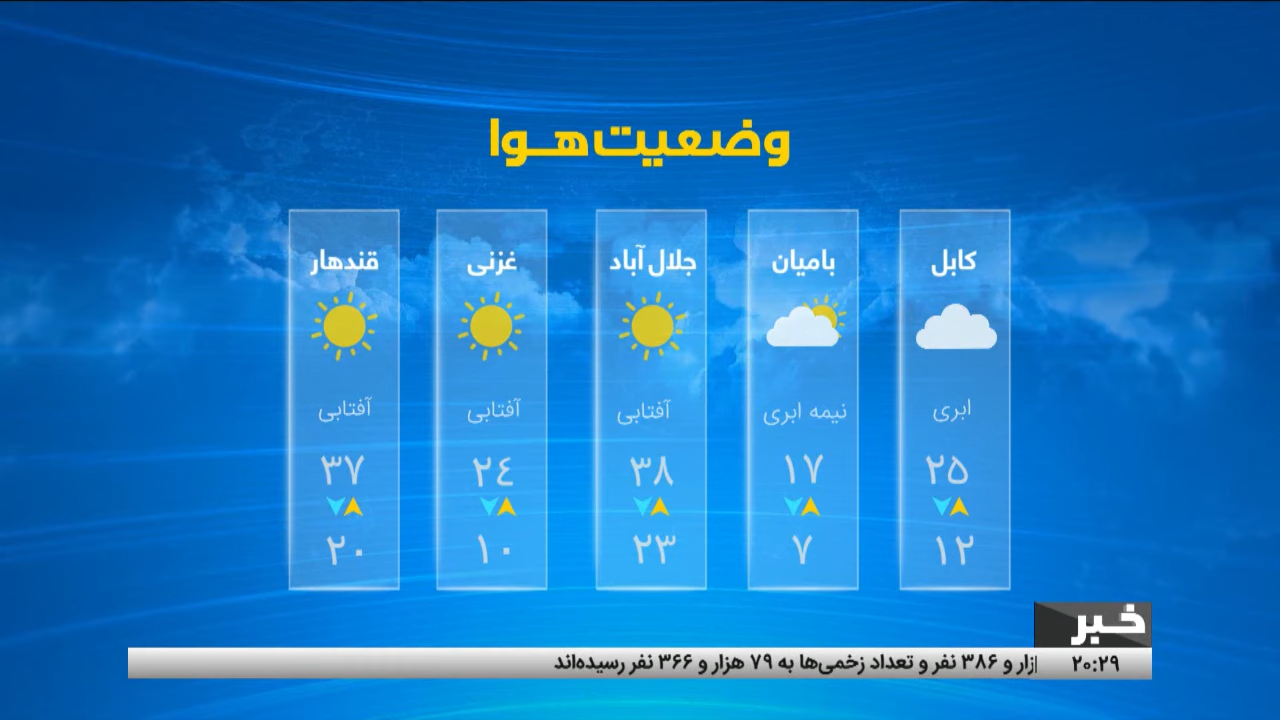 وضعیت هوا
کابل
ابری
۲۵
۱۲
بامیان
نیمه ابری
۱۷
۷
جلال آباد
آفتابی
۳۸
۲۳
غزنی
آفتابی
۲٤
۱۰
قندهار
آفتابی
۳۷
۲۰
خبر
۲۰:۲۹
و ۳۸۶ نفر و تعداد زخمی‌ها به ۷۹ هزار و ۳۶۶ نفر رسیده‌اند